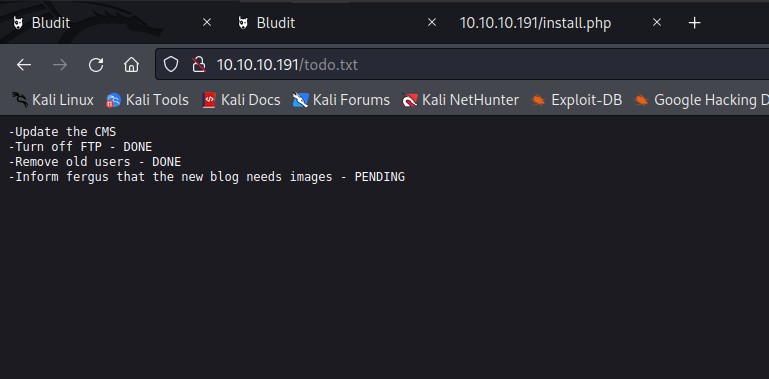 Bludit
Bludit
10.10.10.191/install.php
10.10.10.191/todo.txt
Kali Linux
Kali Tools
Kali Docs
Kali Forums
Kali NetHunter
Exploit-DB
Google Hacking D
-Update the CMS
-Turn off FTP - DONE
-Remove old users - DONE
-Inform fergus that the new blog needs images - PENDING